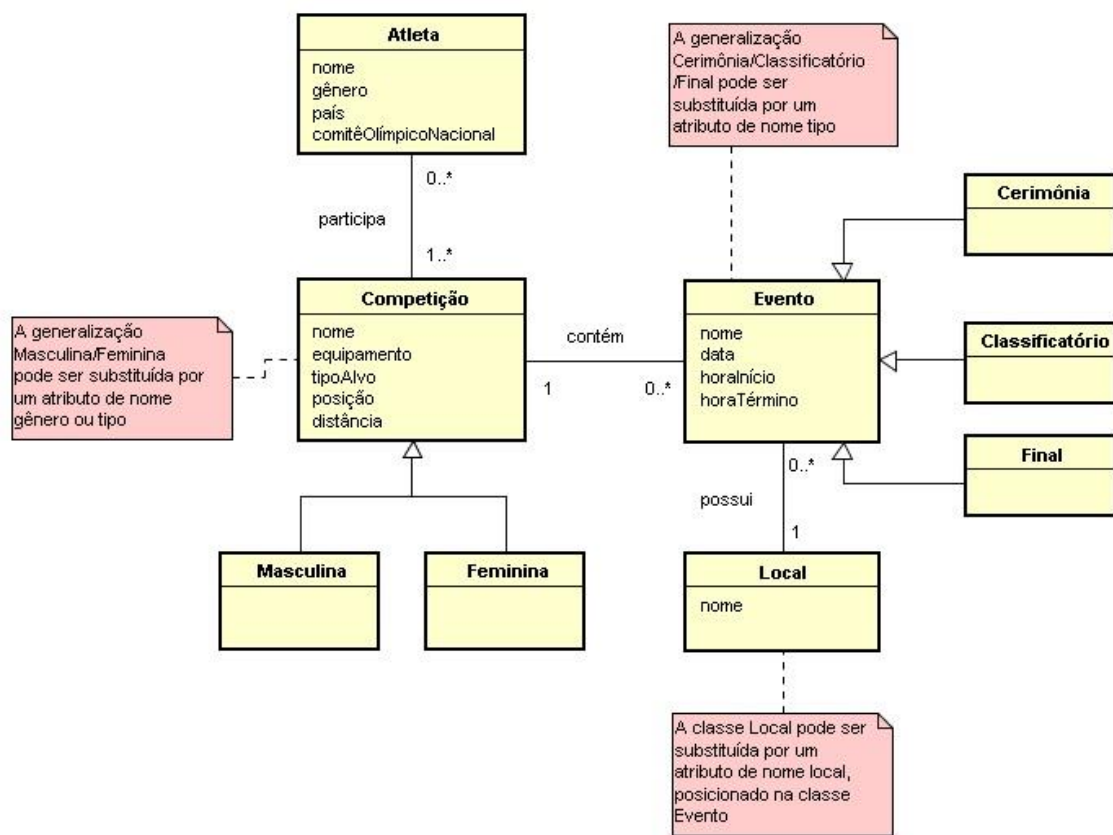 Atleta
nome
gênero
país
comitêOlímpicoNacional
A generalização
Cerimônia/Classificatório
/Final pode ser
substituída por um
atributo de nome tipo
0..*
participa
1..*
Cerimônia
Competição
nome
equipamento
tipoAlvo
posição
distância
A generalização
Masculina/Feminina
pode ser substituída por
um atributo de nome
gênero ou tipo
contém
1
0..*
Evento
nome
data
horaInício
horaTérmino
Classificatório
Final
0..*
possui
1
Masculina
Feminina
Local
nome
A classe Local pode ser
substituída por um
atributo de nome local,
posicionado na classe
Evento